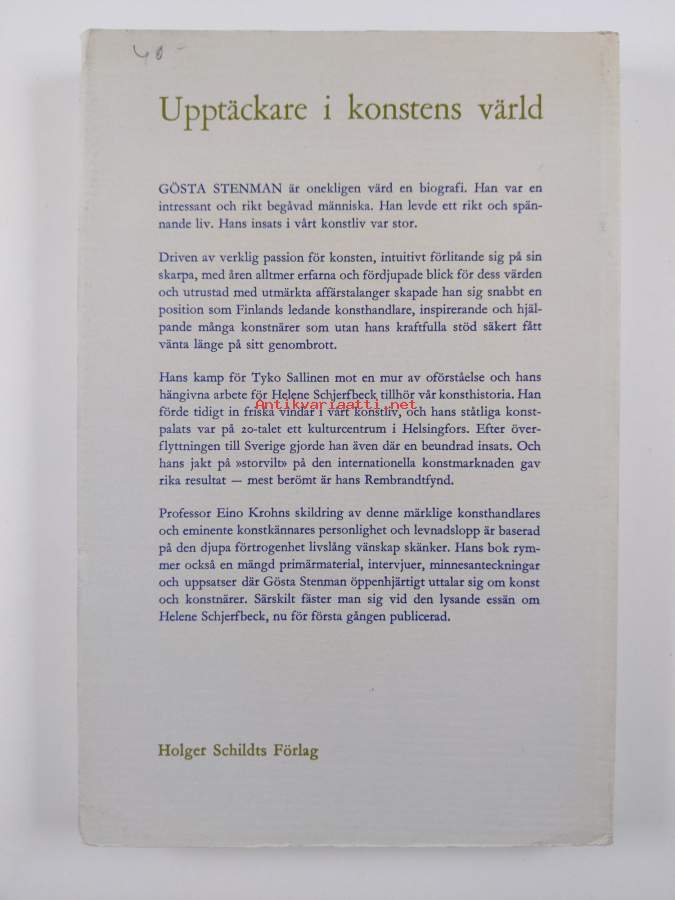 40 -
Upptäckare i konstens värld
GÖSTA STENMAN är onekligen värd en biografi. Han var en
intressant och rikt begåvad människa. Han levde ett rikt och spän-
nande liv. Hans insats i vårt konstliv var stor.
Driven av verklig passion för konsten, intuitivt förlitande sig på sin
skarpa, med åren alltmer erfarna och fördjupade blick för dess värden
och utrustad med utmärkta affärstalanger skapade han sig snabbt en
position som Finlands ledande konsthandlare, inspirerande och hjäl-
pande många konstnärer som utan hans kraftfulla stöd säkert fått
vänta länge på sitt genombrott.
Hans kamp för Tyko Sallinen mot en mur av oförståelse och hans
hängivna arbete för Helene Schjerfbeck tillhör vår konsthistoria. Han
Antikvariaatti.net
förde tidigt in friska vindar i vårt konstliv, och hans ståtliga konst-
palats var på 20-talet ett kulturcentrum i Helsingfors. Efter över-
flyttningen till Sverige gjorde han även där en beundrad insats. Och
hans jakt på »storvilt» på den internationella konstmarknaden gav
rika resultat — mest berömt är hans Rembrandtfynd.
Professor Eino Krohns skildring av denne märklige konsthandlares
och eminente konstkännares personlighet och levnadslopp är baserad
på den djupa förtrogenhet livslång vänskap skänker. Hans bok rym-
mer också en mängd primärmaterial, intervjuer, minnesanteckningar
och uppsatser där Gösta Stenman öppenhjärtigt uttalar sig om konst
och konstnärer. Särskilt fäster man sig vid den lysande essän om
Helene Schjerfbeck, nu för första gången publicerad.
Holger Schildts Förlag